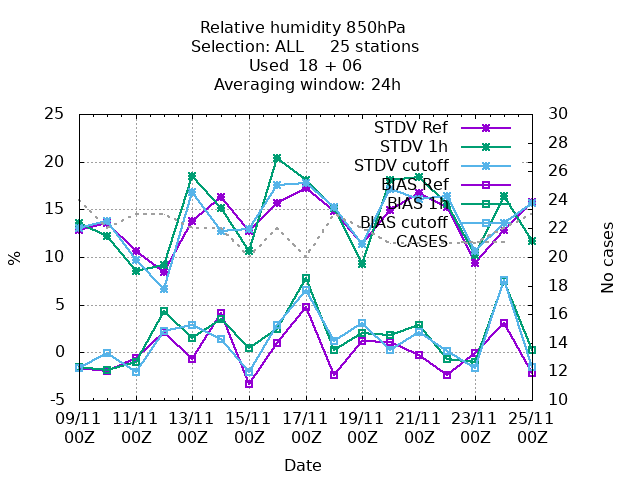 Relative humidity 850hPa
Selection: ALL     25 stations
Used  18 + 06
Averaging window: 24h
25
20
15
10
5
0
-5
%
30
28
26
24
22
20
18
16
14
12
10
No cases
STDV Ref
STDV 1h
STDV cutoff
BIAS Ref
BIAS 1h
BIAS cutoff
CASES
09/11 11/11 13/11 15/11 17/11 19/11 21/11 23/11 25/11
00Z 00Z 00Z 00Z 00Z 00Z 00Z 00Z 00Z
Date